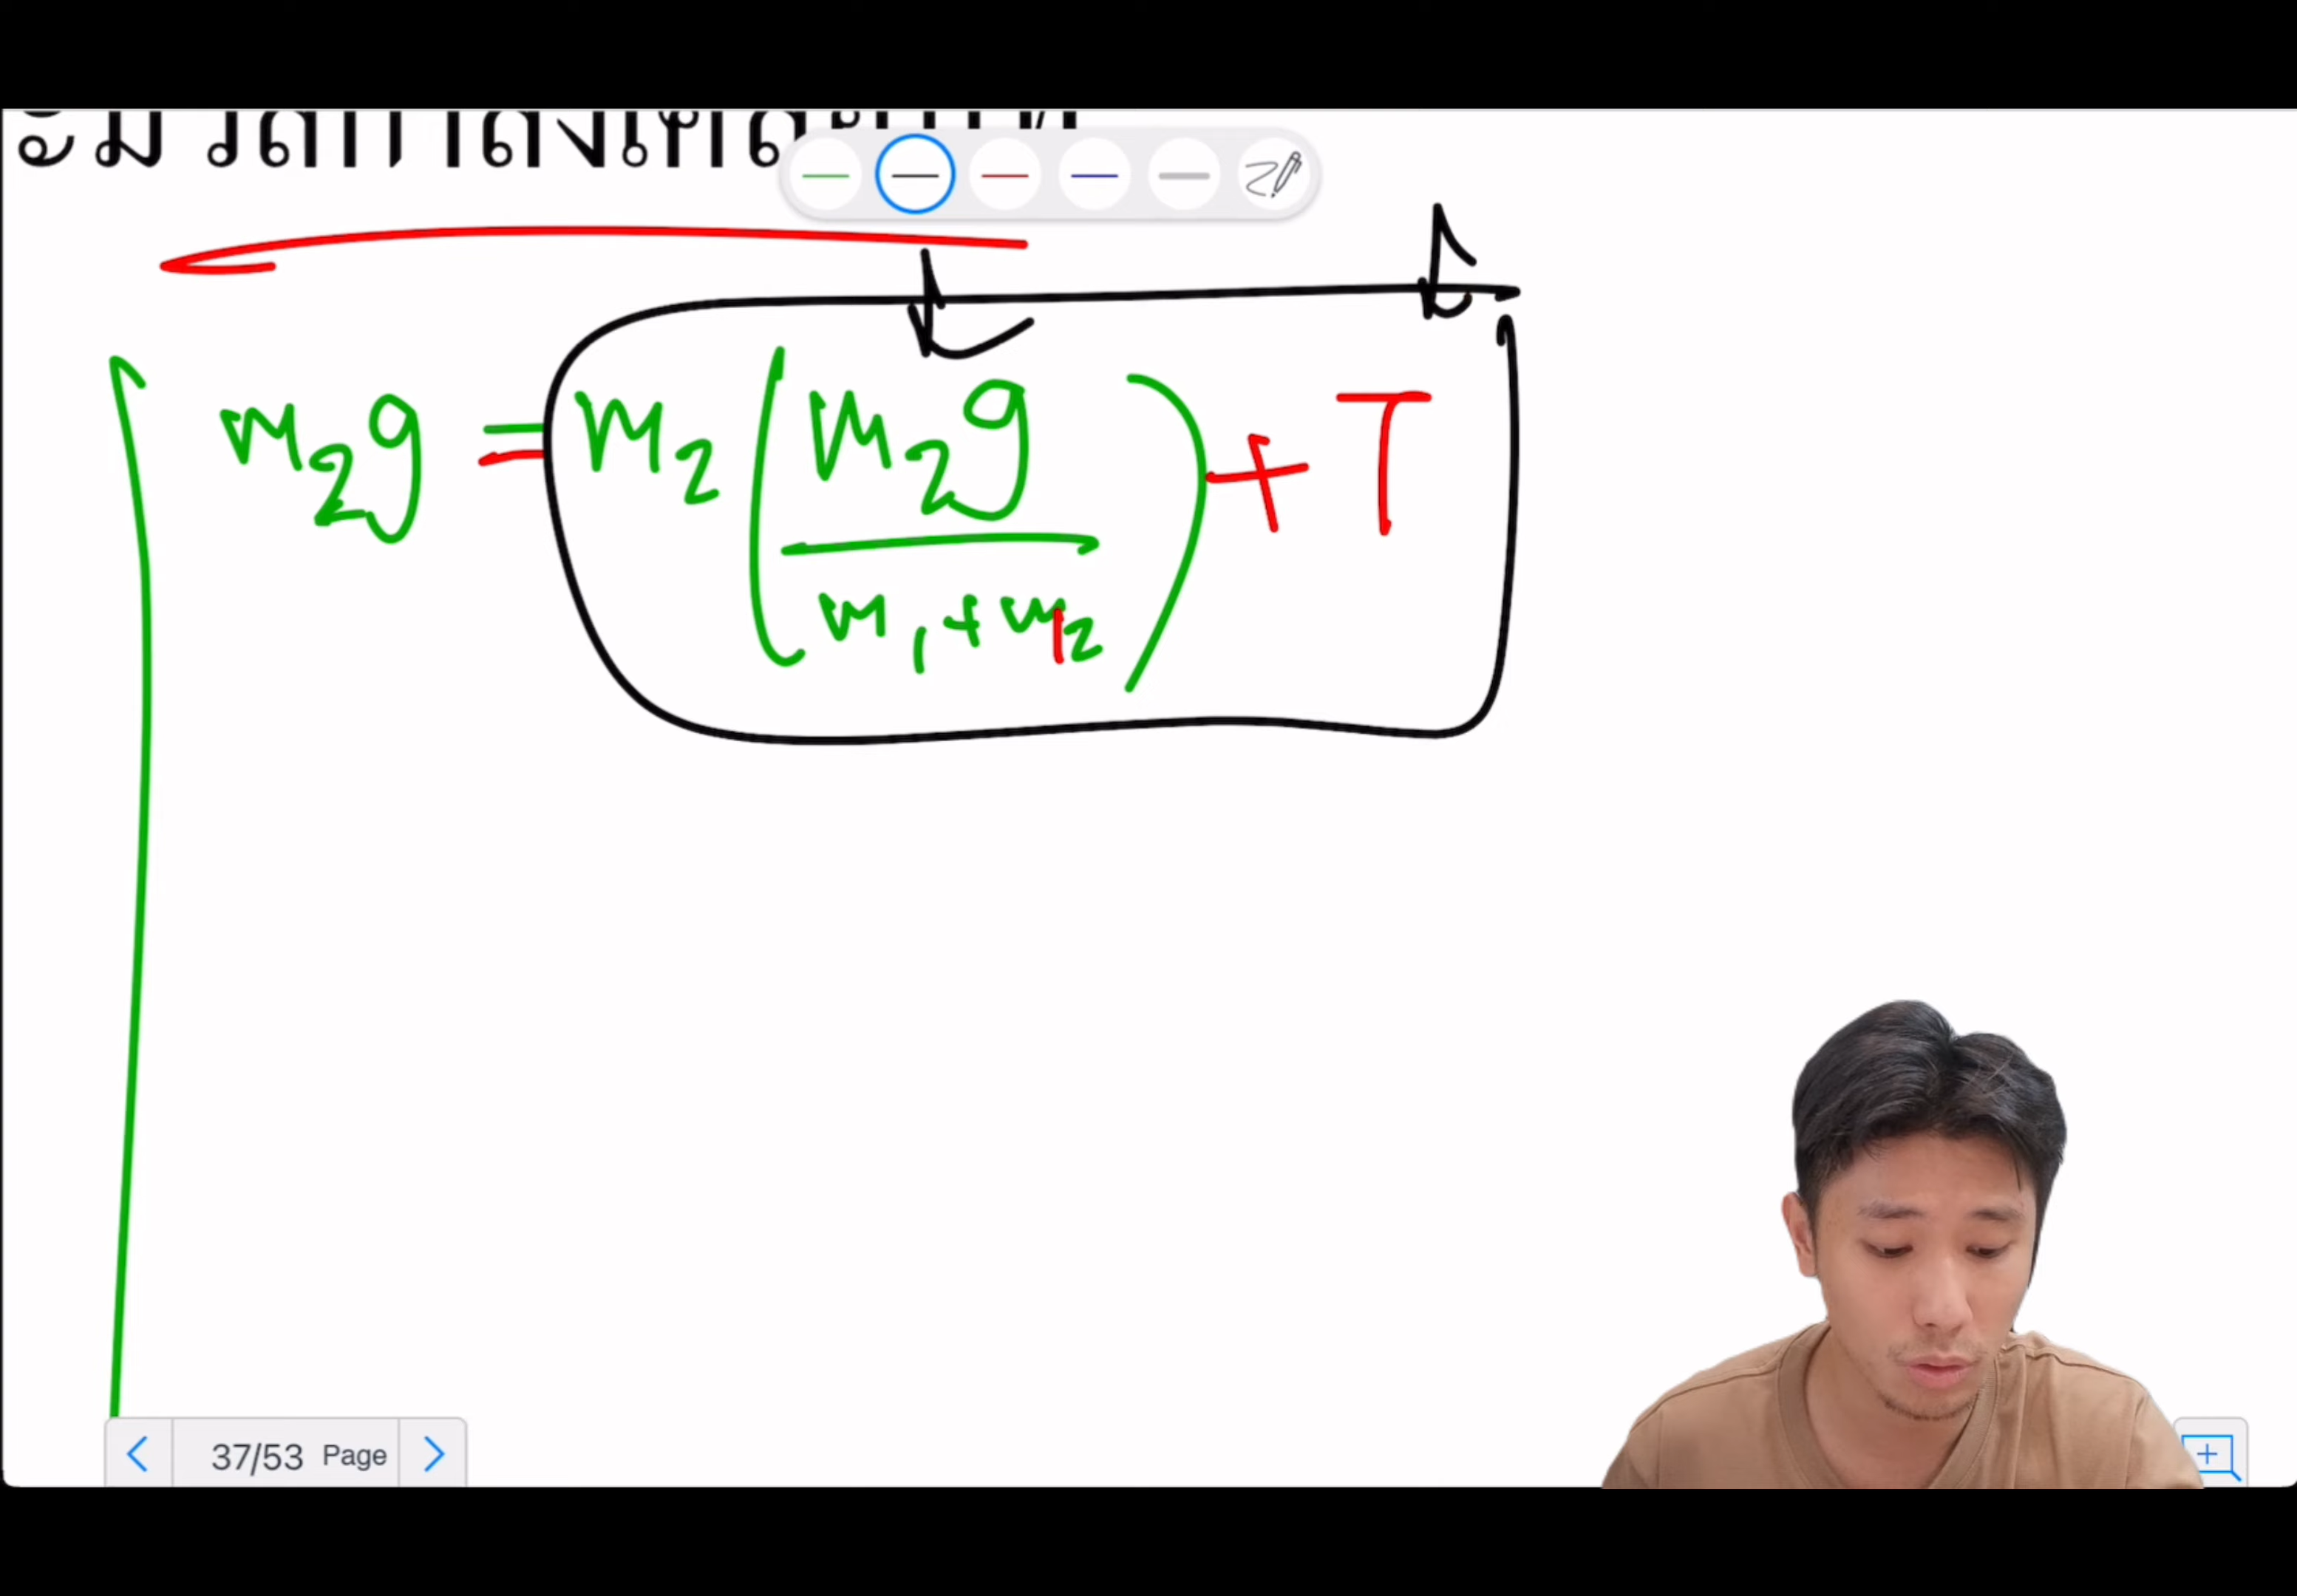 m₂g = m₂(m₂g / m₁+m₂) + T
37/53 Page